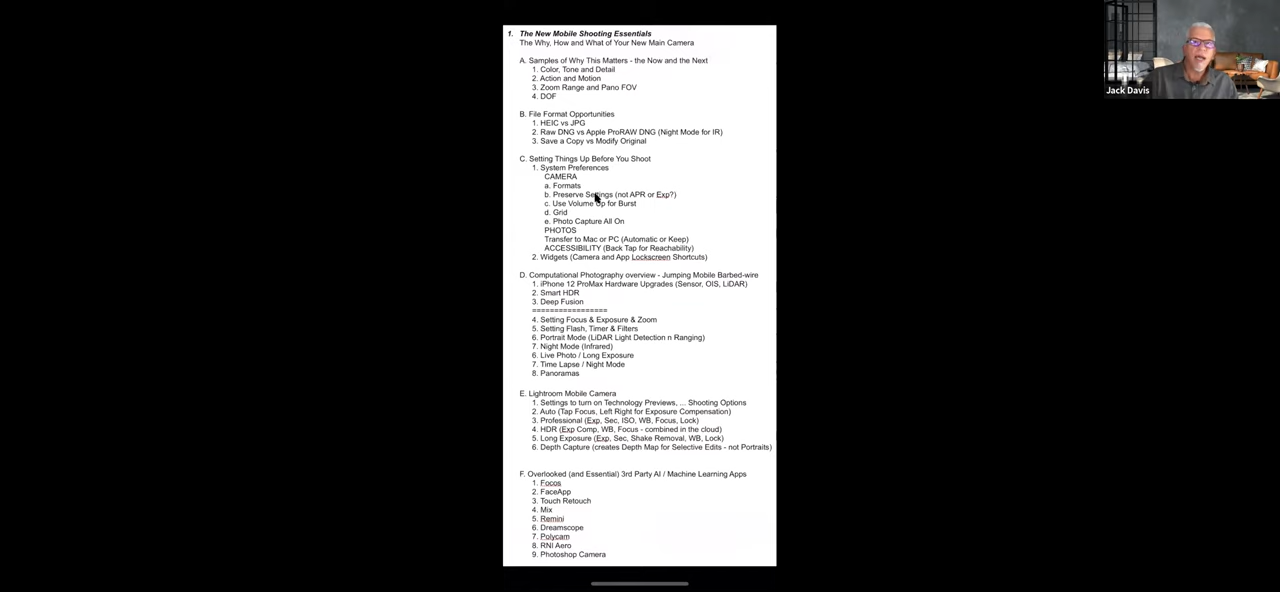 1. The New Mobile Shooting Essentials
The Why, How and What of Your New Main Camera
A. Samples of Why This Matters - the Now and the Next
1. Color, Tone and Detail
2. Action and Motion
3. Zoom Range and Pano FOV
4. DOF
B. File Format Opportunities
1. HEIC vs JPG
2. Raw DNG vs Apple ProRAW DNG (Night Mode for IR)
3. Save a Copy vs Modify Original
C. Setting Things Up Before You Shoot
1. System Preferences
CAMERA
a. Formats
b. Preserve Settings (not APR or Exp?)
c. Use Volume Up for Burst
d. Grid
e. Photo Capture All On
PHOTOS
Transfer to Mac or PC (Automatic or Keep)
ACCESSIBILITY (Back Tap for Reachability)
2. Widgets (Camera and App Lockscreen Shortcuts)
D. Computational Photography overview - Jumping Mobile Barbed-wire
1. iPhone 12 ProMax Hardware Upgrades (Sensor, OIS, LiDAR)
2. Smart HDR
3. Deep Fusion
=================
4. Setting Focus & Exposure & Zoom
5. Setting Flash, Timer & Filters
6. Portrait Mode (LiDAR Light Detection n Ranging)
7. Night Mode (Infrared)
6. Live Photo / Long Exposure
7. Time Lapse / Night Mode
8. Panoramas
E. Lightroom Mobile Camera
1. Settings to turn on Technology Previews, ... Shooting Options
2. Auto (Tap Focus, Left Right for Exposure Compensation)
3. Professional (Exp, Sec, ISO, WB, Focus, Lock)
4. HDR (Exp Comp, WB, Focus - combined in the cloud)
5. Long Exposure (Exp, Sec, Shake Removal, WB, Lock)
6. Depth Capture (creates Depth Map for Selective Edits - not Portraits)
F. Overlooked (and Essential) 3rd Party AI / Machine Learning Apps
1. Focos
2. FaceApp
3. Touch Retouch
4. Mix
5. Remini
6. Dreamscope
7. Polycam
8. RNI Aero
9. Photoshop Camera
Jack Davis